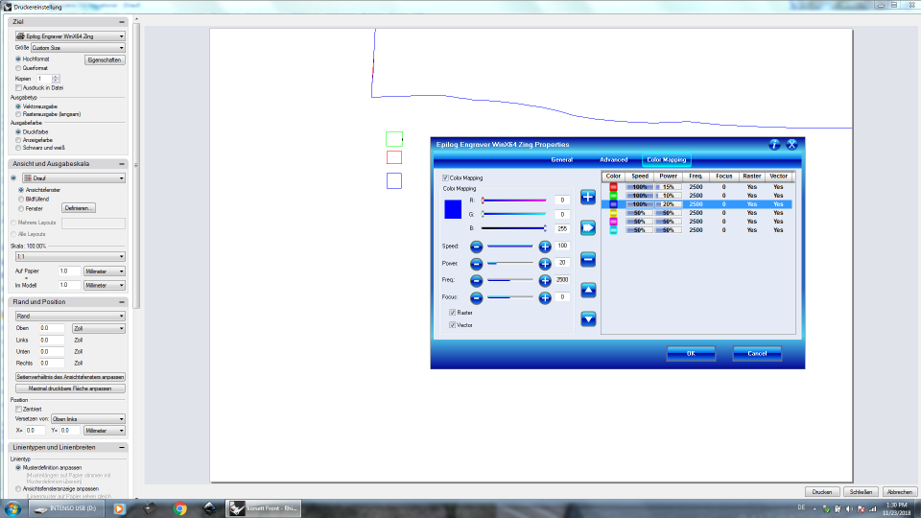 Druckereinstellung
Ziel
Epilog Engraver WinX64 Zing
Größe Custom Size
Hochformat
Eigenschaften
Querformat
Kopien 1
Ausdruck in Datei
Ausgabetyp
Vektorausgabe
Rasterausgabe (langsam)
Ausgabefarbe
Druckfarbe
Anzeigefarbe
Schwarz und weiß
Ansicht und Ausgabeskala
Drauf
Ansichtsfenster
Bildfüllend
Fenster
Definieren...
Mehrere Layouts
Alle Layouts
Skala: 100.00%
1:1
Auf Papier 1.0 Millimeter
Im Modell 1.0 Millimeter
Rand und Position
Rand
Oben 0.0 Zoll
Links 0.0
Unten 0.0
Rechts 0.0
Seitenverhältnis des Ansichtsfensters anpassen
Maximal druckbare Fläche anpassen
Position
Zentriert
Versetzen von: Oben links
X= 0.0 Y= 0.0 Millimeter
Linientypen und Linienbreiten
Linientyp
Musterdefinition anpassen
Ansichtsfensteranzeige anpassen
Epilog Engraver WinX64 Zing Properties
General Advanced Color Mapping
Color Mapping
Color Mapping
R: 0
G: 0
B: 255
Speed: 100
Power: 20
Freq.: 2500
Focus: 0
Raster
Vector
Color Speed Power Freq. Focus Raster Vector
100% 15% 2500 0 Yes Yes
100% 10% 2500 0 Yes Yes
100% 20% 2500 0 Yes Yes
50% 50% 2500 0 Yes Yes
50% 50% 2500 0 Yes Yes
50% 50% 2500 0 Yes Yes
OK Cancel
Drucken Schließen Abbrechen
INTENSO USB (D:)
DE
1:30 PM
11/23/2018